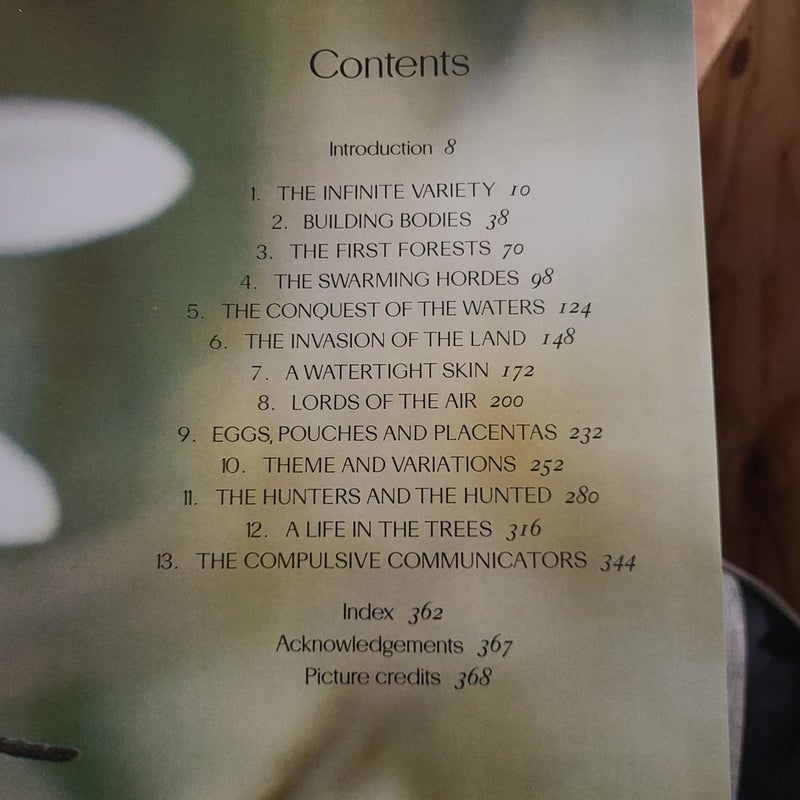 Contents
Introduction 8
1. THE INFINITE VARIETY 10
2. BUILDING BODIES 38
3. THE FIRST FORESTS 70
4. THE SWARMING HORDES 98
5. THE CONQUEST OF THE WATERS 124
6. THE INVASION OF THE LAND 148
7. A WATERTIGHT SKIN 172
8. LORDS OF THE AIR 200
9. EGGS, POUCHES AND PLACENTAS 232
10. THEME AND VARIATIONS 252
11. THE HUNTERS AND THE HUNTED 280
12. A LIFE IN THE TREES 316
13. THE COMPULSIVE COMMUNICATORS 344
Index 362
Acknowledgements 367
Picture credits 368